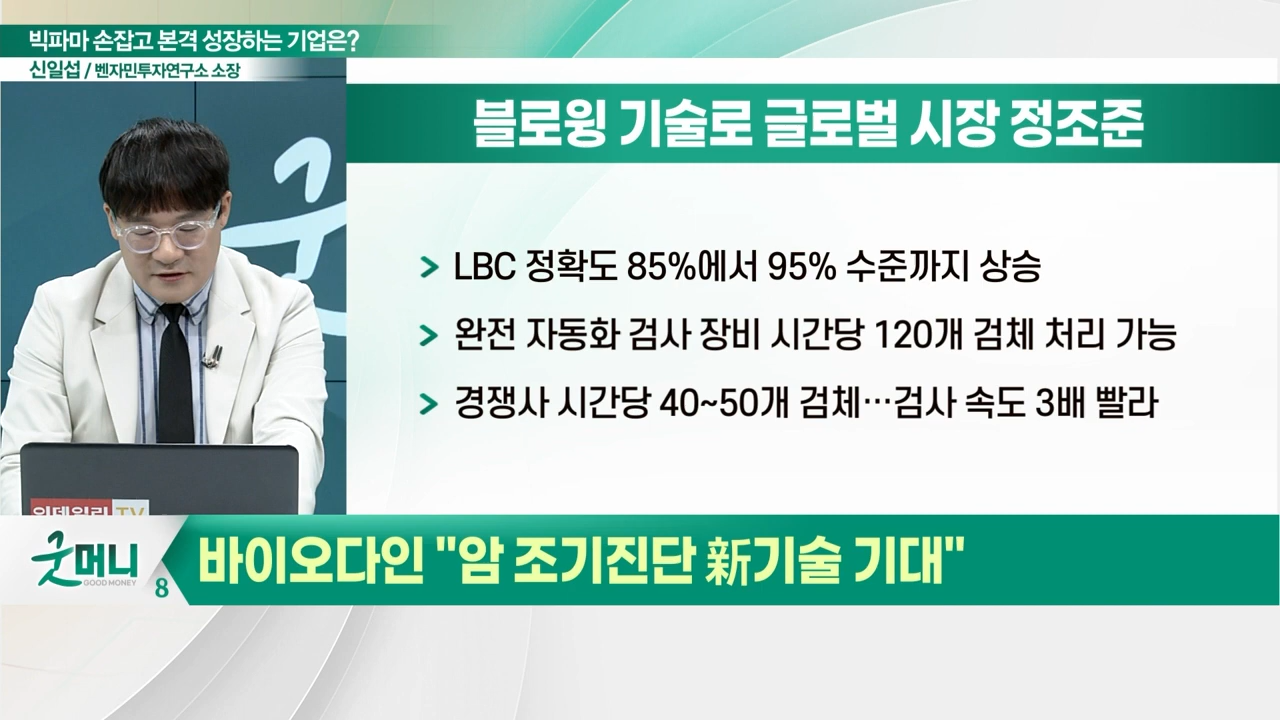 빅파마 손잡고 본격 성장하는 기업은?
신일섭 / 벤자민투자연구소 소장
블로윙 기술로 글로벌 시장 정조준
> LBC 정확도 85%에서 95% 수준까지 상승
> 완전 자동화 검사 장비 시간당 120개 검체 처리 가능
> 경쟁사 시간당 40~50개 검체…검사 속도 3배 빨라
이데일리 TV
굿머니
GOOD MONEY
8
바이오다인 "암 조기진단 新기술 기대"